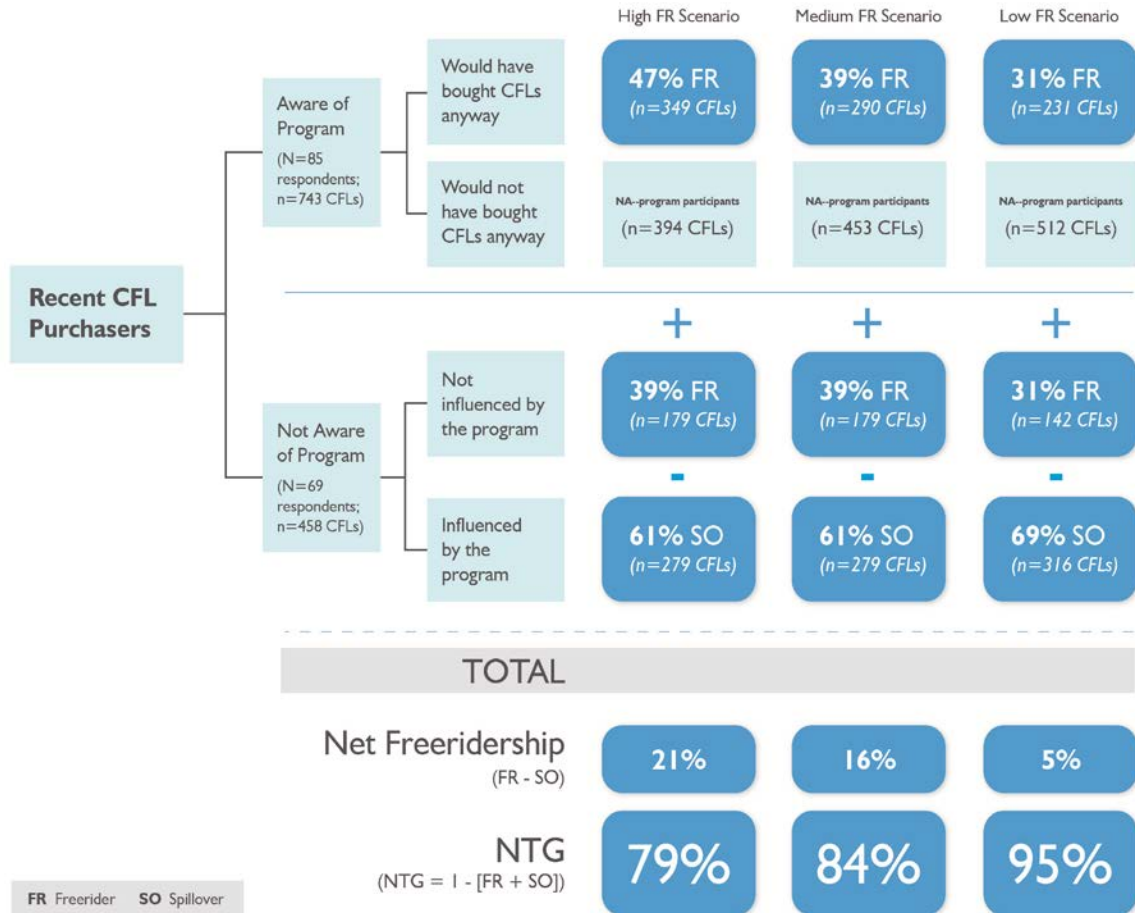 High FR Scenario
Medium FR Scenario
Low FR Scenario
Would have
bought CFLs
anyway
47% FR
(n=349 CFLs)
39% FR
(n=290 CFLs)
31% FR
(n=231 CFLs)
Aware of
Program
(N=85
respondents;
n=743 CFLs)
Would not
have bought
CFLs anyway
NA--program participants
(n=394 CFLs)
NA--program participants
(n=453 CFLs)
NA--program participants
(n=512 CFLs)
Recent CFL
Purchasers
+
+
+
Not
influenced by
the program
39% FR
(n=179 CFLs)
39% FR
(n=179 CFLs)
31% FR
(n=142 CFLs)
Not Aware
of Program
(N=69
respondents;
n=458 CFLs)
-
-
-
Influenced
by the
program
61% SO
(n=279 CFLs)
61% SO
(n=279 CFLs)
69% SO
(n=316 CFLs)
TOTAL
Net Freeridership
(FR - SO)
21%
16%
5%
NTG
(NTG = 1 - [FR + SO])
79%
84%
95%
FR Freerider SO Spillover